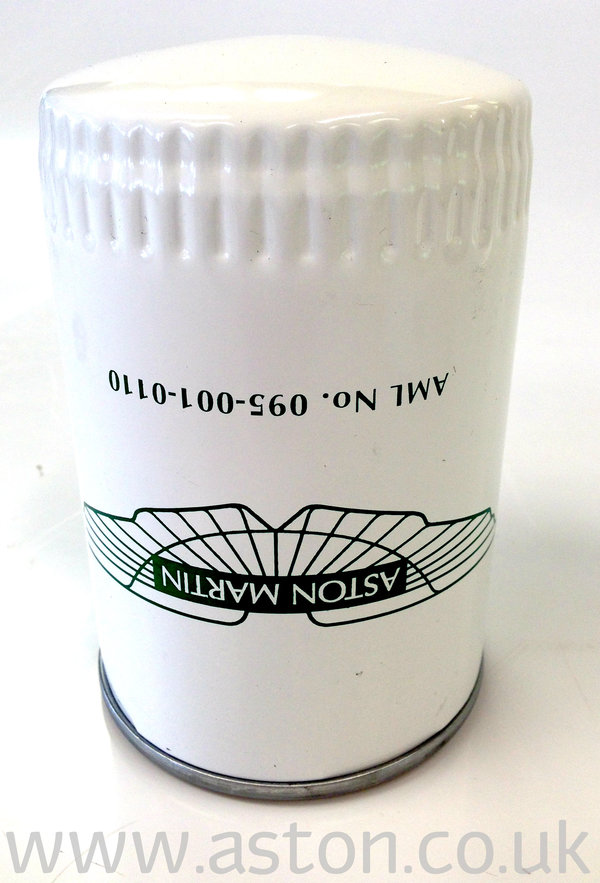 AML No. 095-001-0110
ASTON MARTIN
www.aston.co.uk